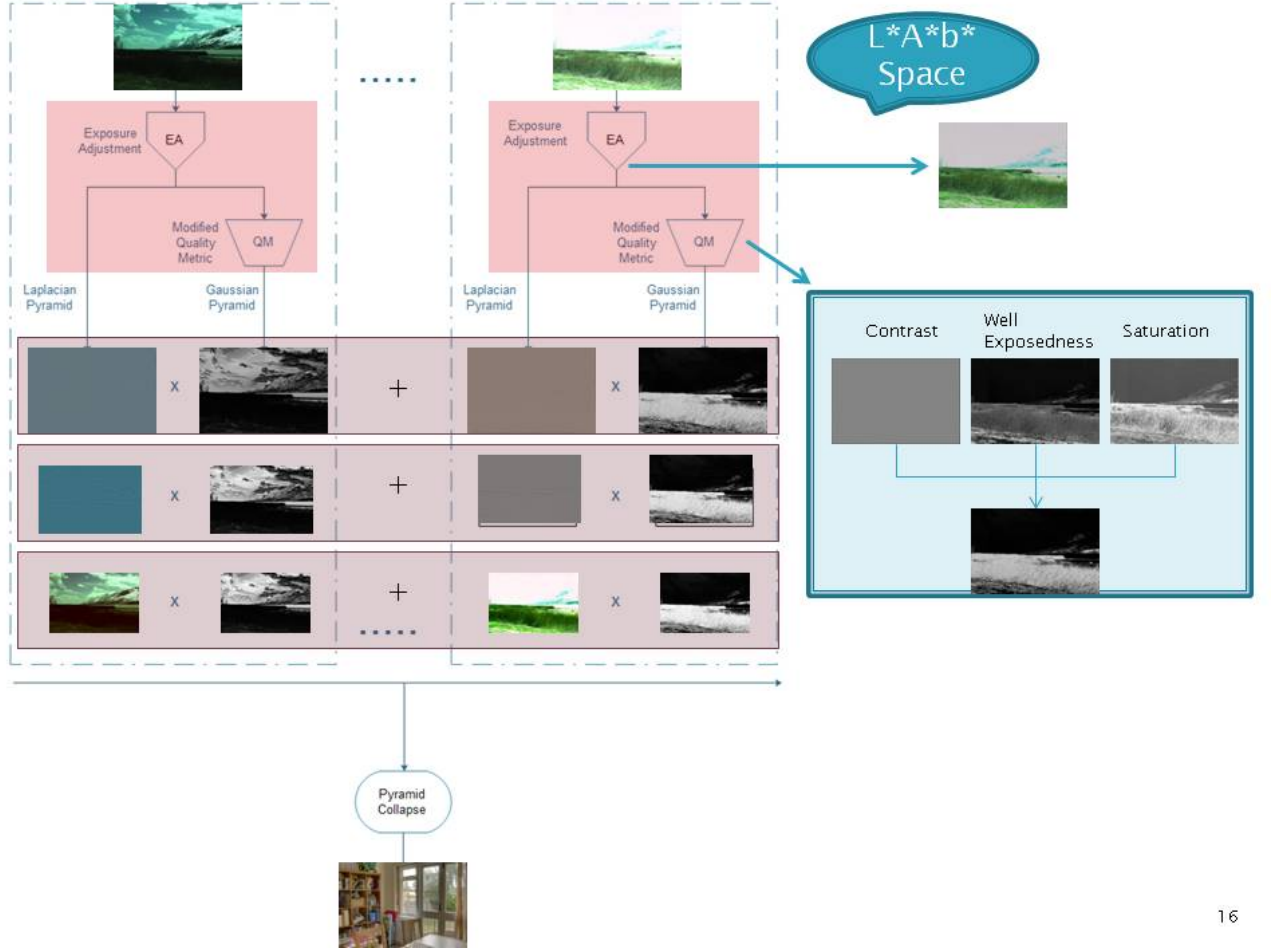 L*A*b*
Space
Exposure
Adjustment
EA
Modified
Quality
Metric
QM
Laplacian
Pyramid
Gaussian
Pyramid
.....
Exposure
Adjustment
EA
Modified
Quality
Metric
QM
Laplacian
Pyramid
Gaussian
Pyramid
Contrast
Well
Exposedness
Saturation
x + x
x + x
x + x
.....
Pyramid
Collapse
16